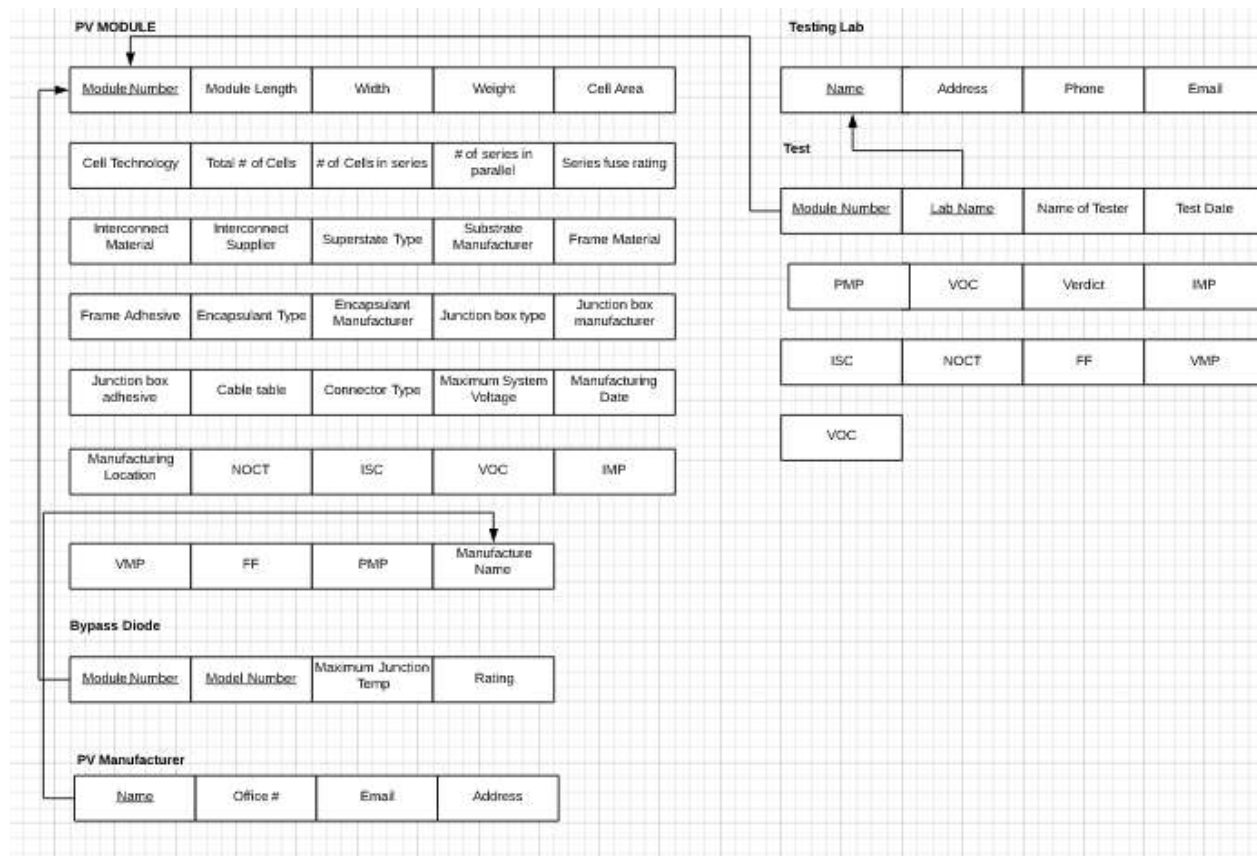 PV MODULE
Module Number Module Length Width Weight Cell Area
Cell Technology Total # of Cells # of Cells in series # of series in parallel Series fuse rating
Interconnect Material Interconnect Supplier Superstate Type Substrate Manufacturer Frame Material
Frame Adhesive Encapsulant Type Encapsulant Manufacturer Junction box type Junction box manufacturer
Junction box adhesive Cable table Connector Type Maximum System Voltage Manufacturing Date
Manufacturing Location NOCT ISC VOC IMP
VMP FF PMP Manufacture Name
Bypass Diode
Module Number Model Number Maximum Junction Temp Rating
PV Manufacturer
Name Office # Email Address
Testing Lab
Name Address Phone Email
Test
Module Number Lab Name Name of Tester Test Date
PMP VOC Verdict IMP
ISC NOCT FF VMP
VOC